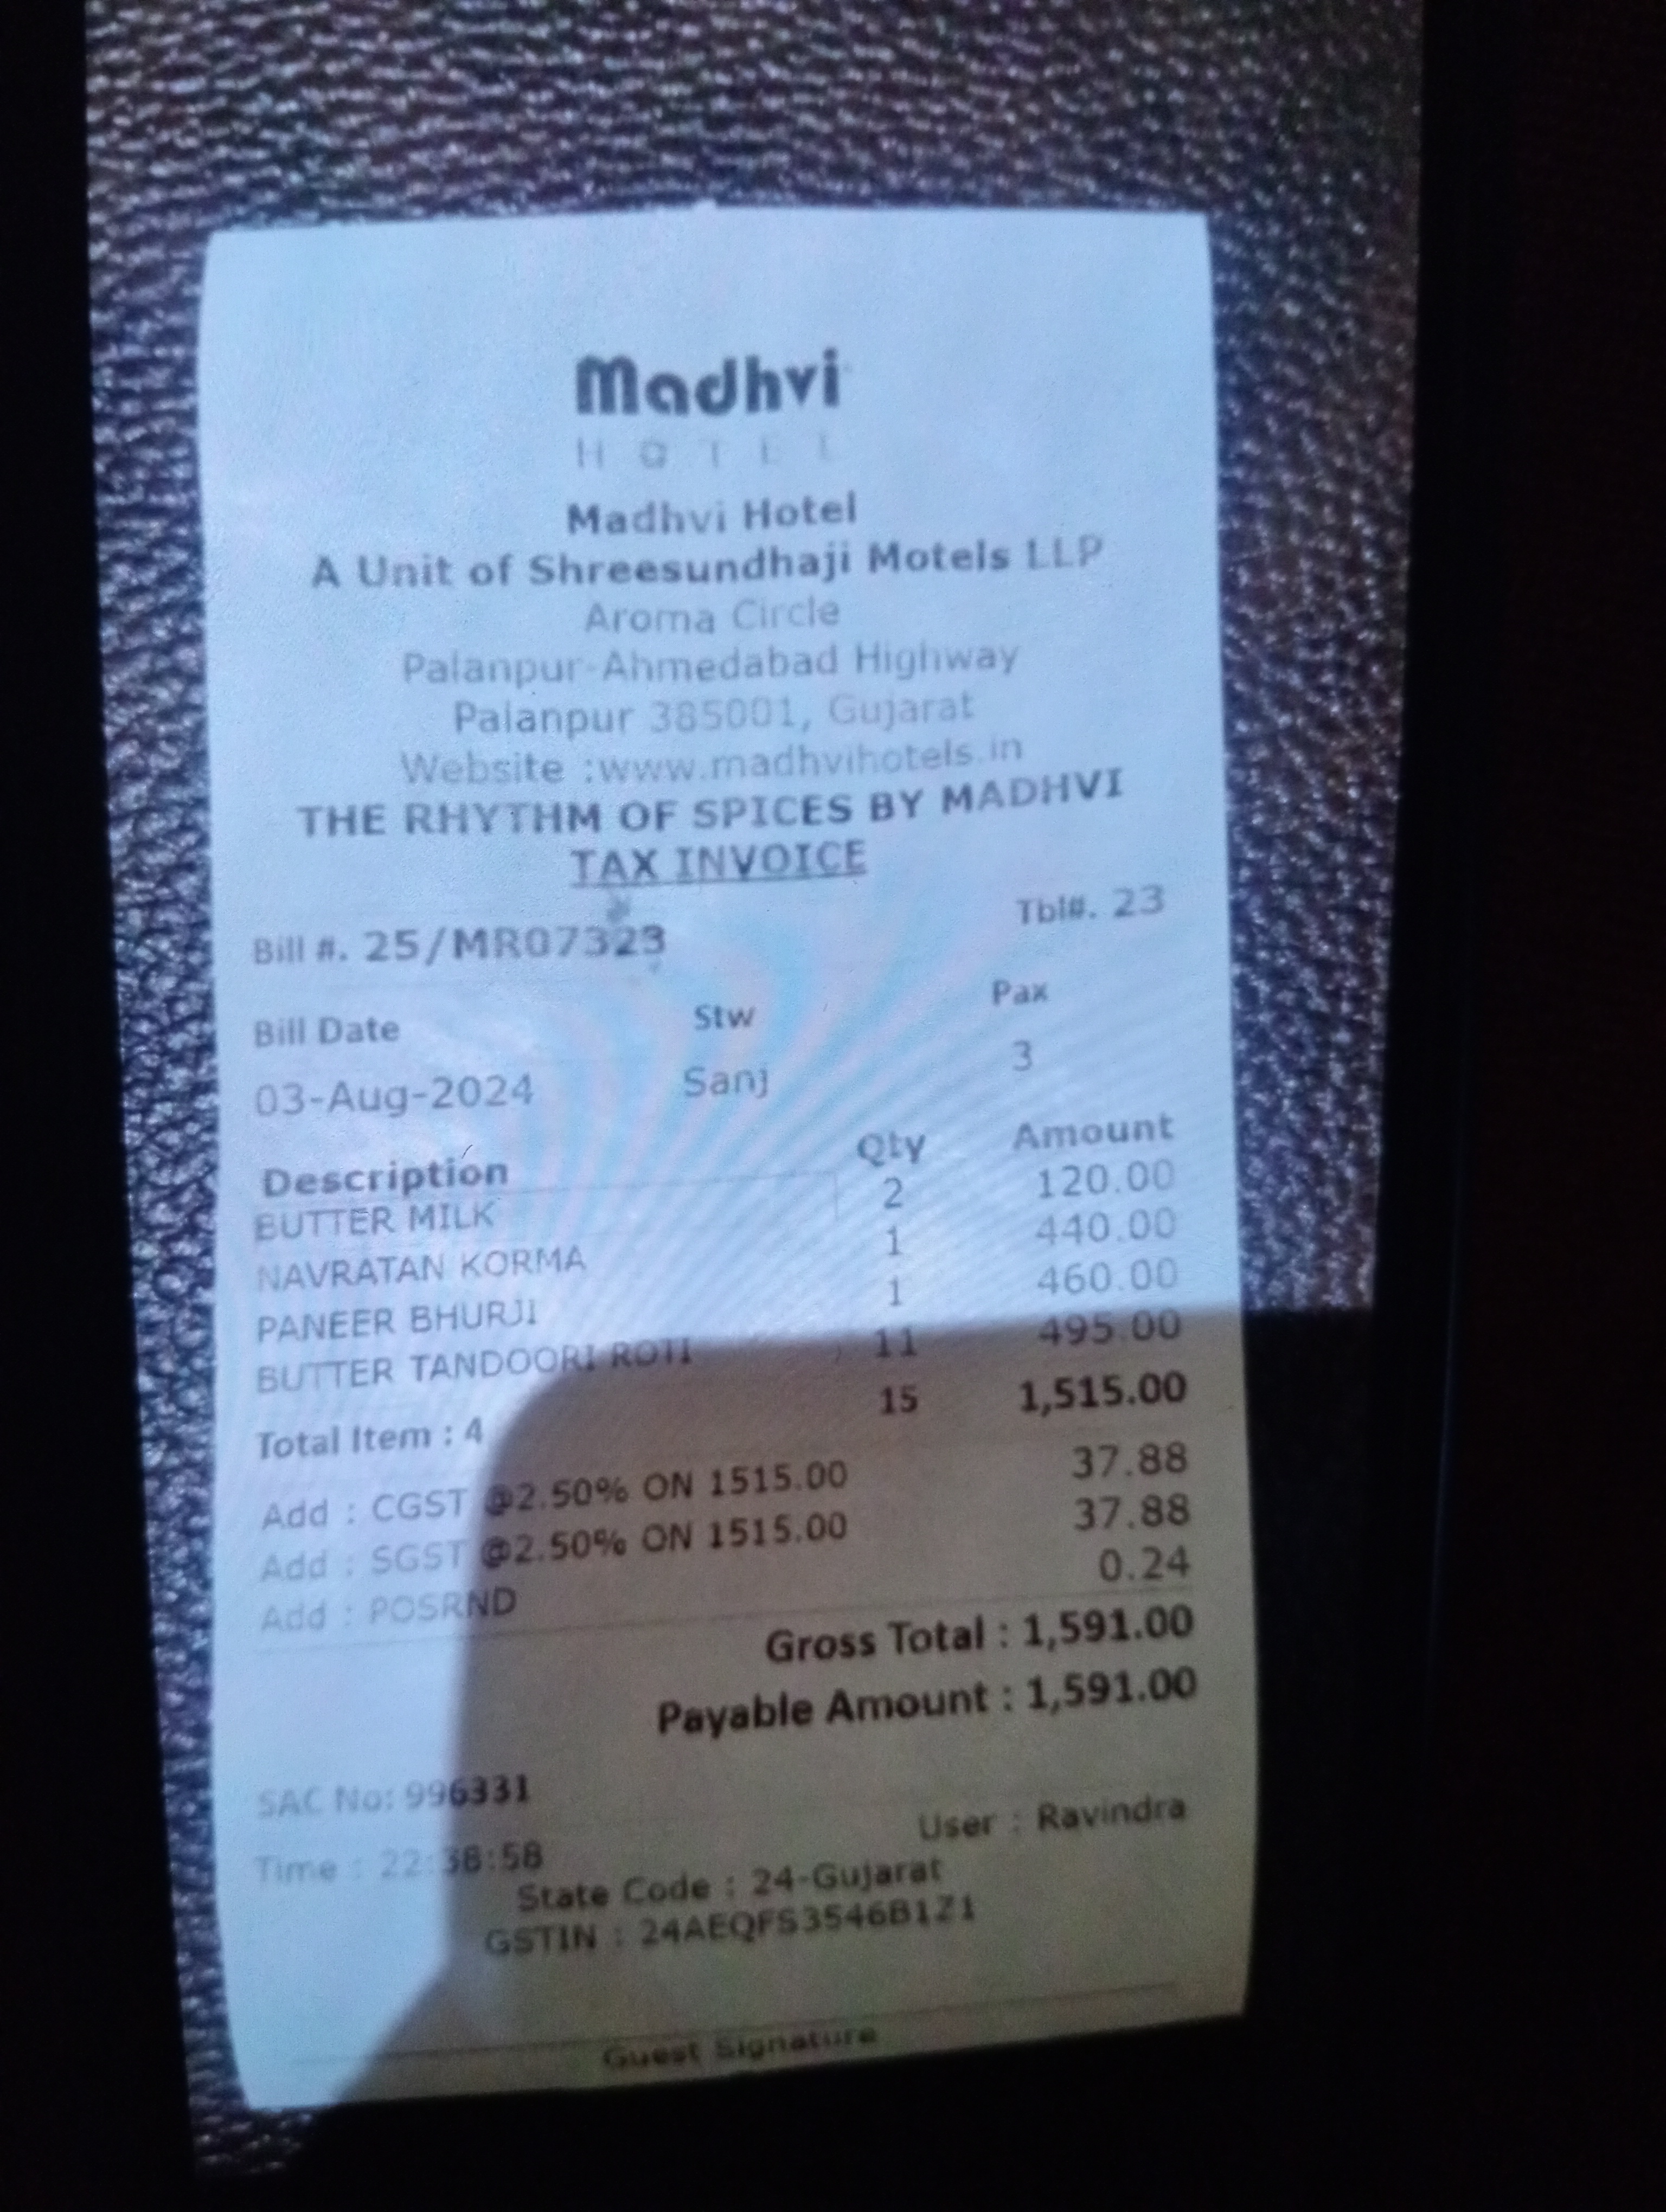 Madhvi
HOTEL
Madhvi Hotel
A Unit of Shreesundhaji Motels LLP
Aroma Circle
Palanpur-Ahmedabad Highway
Palanpur 385001, Gujarat
Website :www.madhvihotels.in
THE RHYTHM OF SPICES BY MADHVI
TAX INVOICE
Bill #. 25/MR07323 Tbl#. 23
Bill Date Stw Pax
03-Aug-2024 Sanj 3
Description Qty Amount
BUTTER MILK 2 120.00
NAVRATAN KORMA 1 440.00
PANEER BHURJI 1 460.00
BUTTER TANDOORI ROTI 11 495.00
Total Item : 4 15 1,515.00
Add : CGST @2.50% ON 1515.00 37.88
Add : SGST @2.50% ON 1515.00 37.88
Add : POSRND 0.24
Gross Total : 1,591.00
Payable Amount : 1,591.00
SAC No: 996331
User : Ravindra
Time : 22:38:58
State Code : 24-Gujarat
GSTIN : 24AEQFS3546B1Z1
Guest Signature